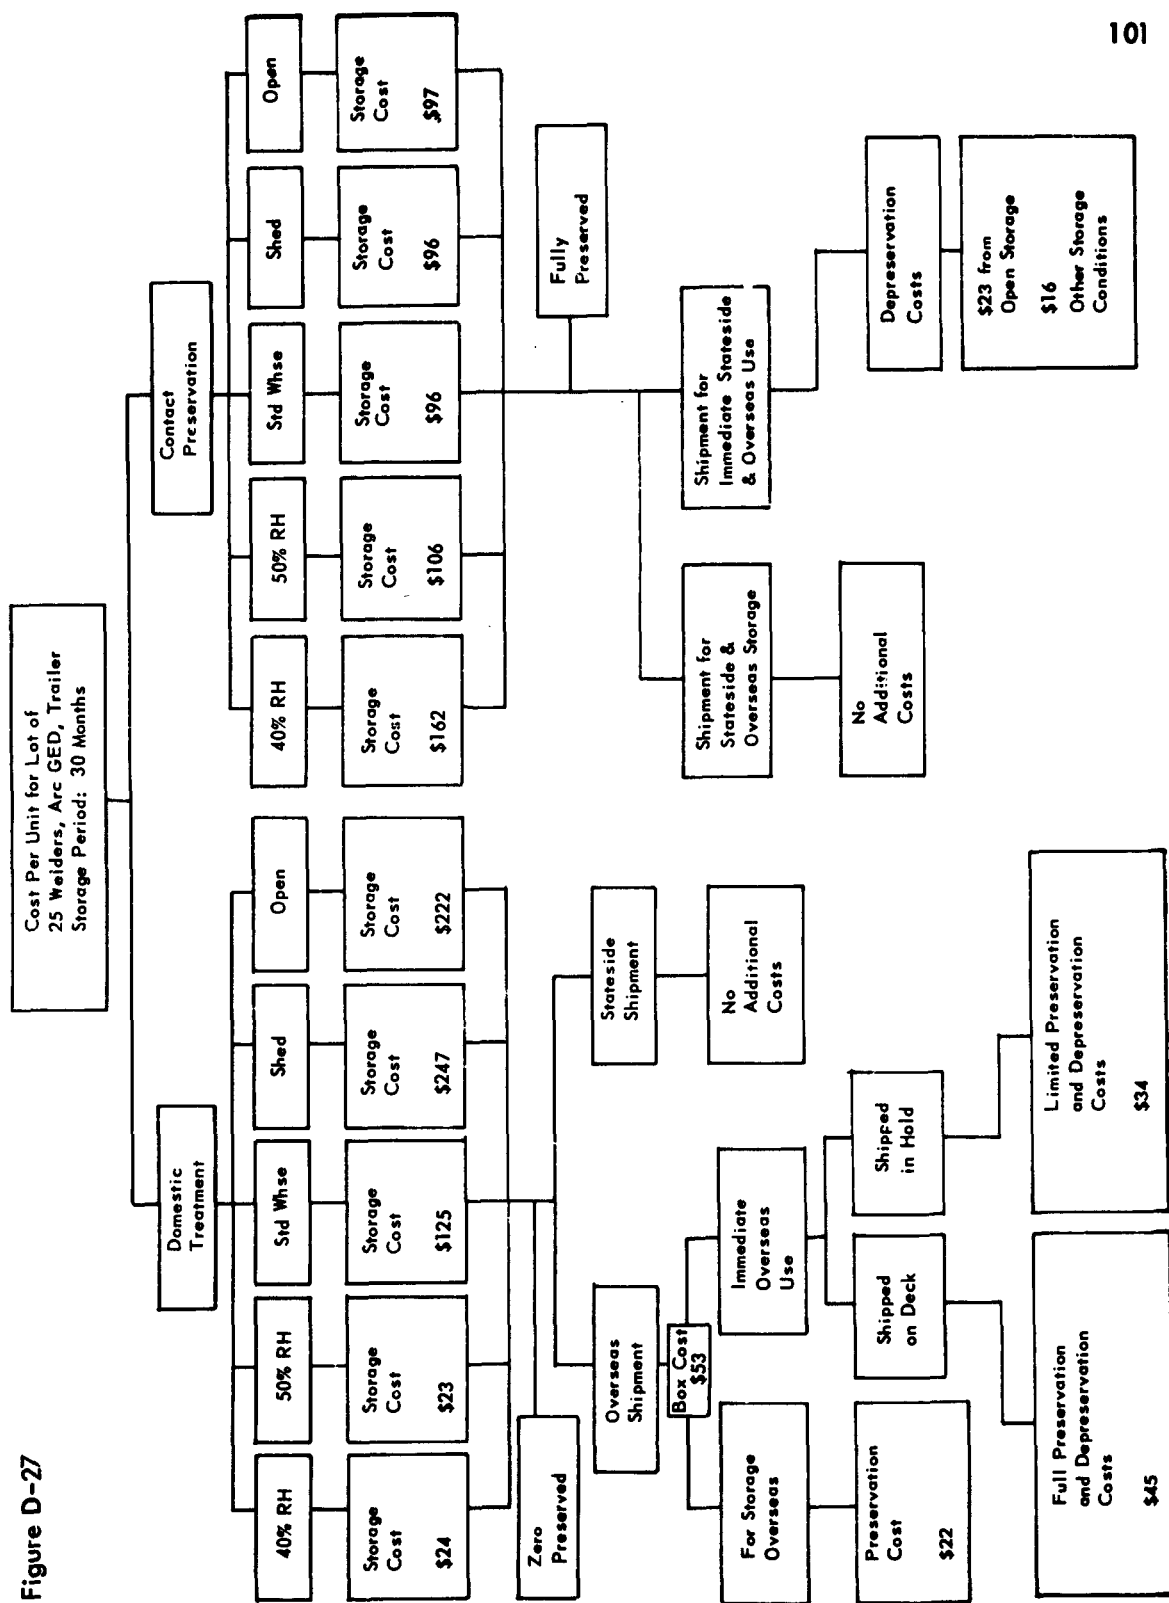 Figure D-27
Cost Per Unit for Lot of
25 Welders, Arc GED, Trailer
Storage Period: 30 Months
Domestic
Treatment
Contact
Preservation
40% RH
50% RH
Std Whse
Shed
Open
40% RH
50% RH
Std Whse
Shed
Open
Storage
Cost
$24
Storage
Cost
$23
Storage
Cost
$125
Storage
Cost
$247
Storage
Cost
$222
Storage
Cost
$162
Storage
Cost
$106
Storage
Cost
$96
Storage
Cost
$96
Storage
Cost
$97
Zero
Preserved
Fully
Preserved
Overseas
Shipment
Stateside
Shipment
Box Cost
$53
No
Additional
Costs
For Storage
Overseas
Immediate
Overseas
Use
Preservation
Cost
$22
Shipped
on Deck
Shipped
in Hold
Full Preservation
and Depreservation
Costs
$45
Limited Preservation
and Depreservation
Costs
$34
Shipment for
Stateside &
Overseas Storage
Shipment for
Immediate Stateside
& Overseas Use
No
Additional
Costs
Depreservation
Costs
$23 from
Open Storage
$16
Other Storage
Conditions
101